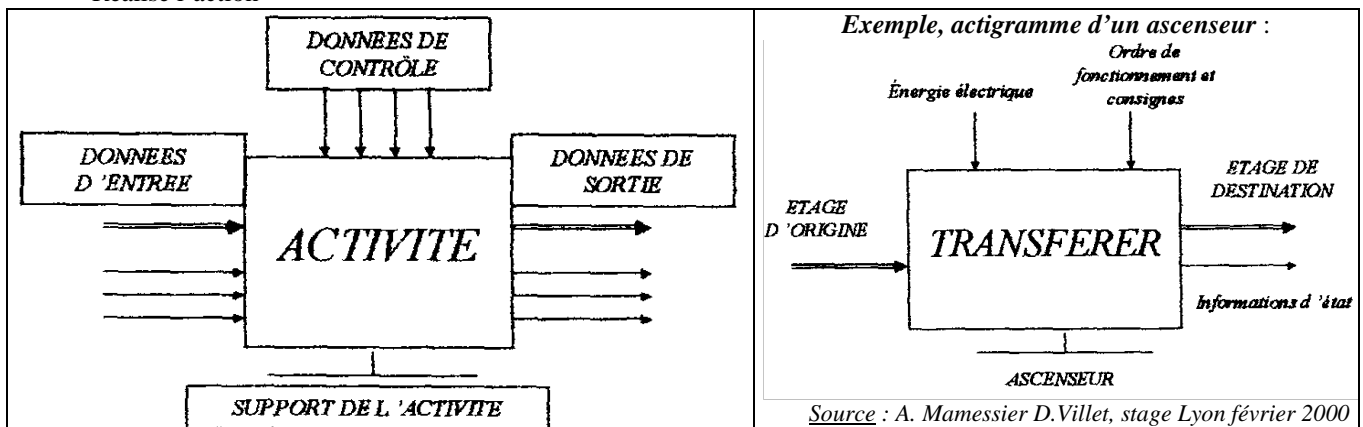 DONNEES DE
CONTRÔLE
DONNEES
D 'ENTREE
DONNEES DE
SORTIE
ACTIVITE
SUPPORT DE L 'ACTIVITE
Exemple, actigramme d'un ascenseur :
Ordre de
fonctionnement et
consignes
Énergie électrique
ETAGE
D 'ORIGINE
TRANSFERER
ETAGE DE
DESTINATION
Informations d 'état
ASCENSEUR
Source : A. Mamessier D.Villet, stage Lyon février 2000